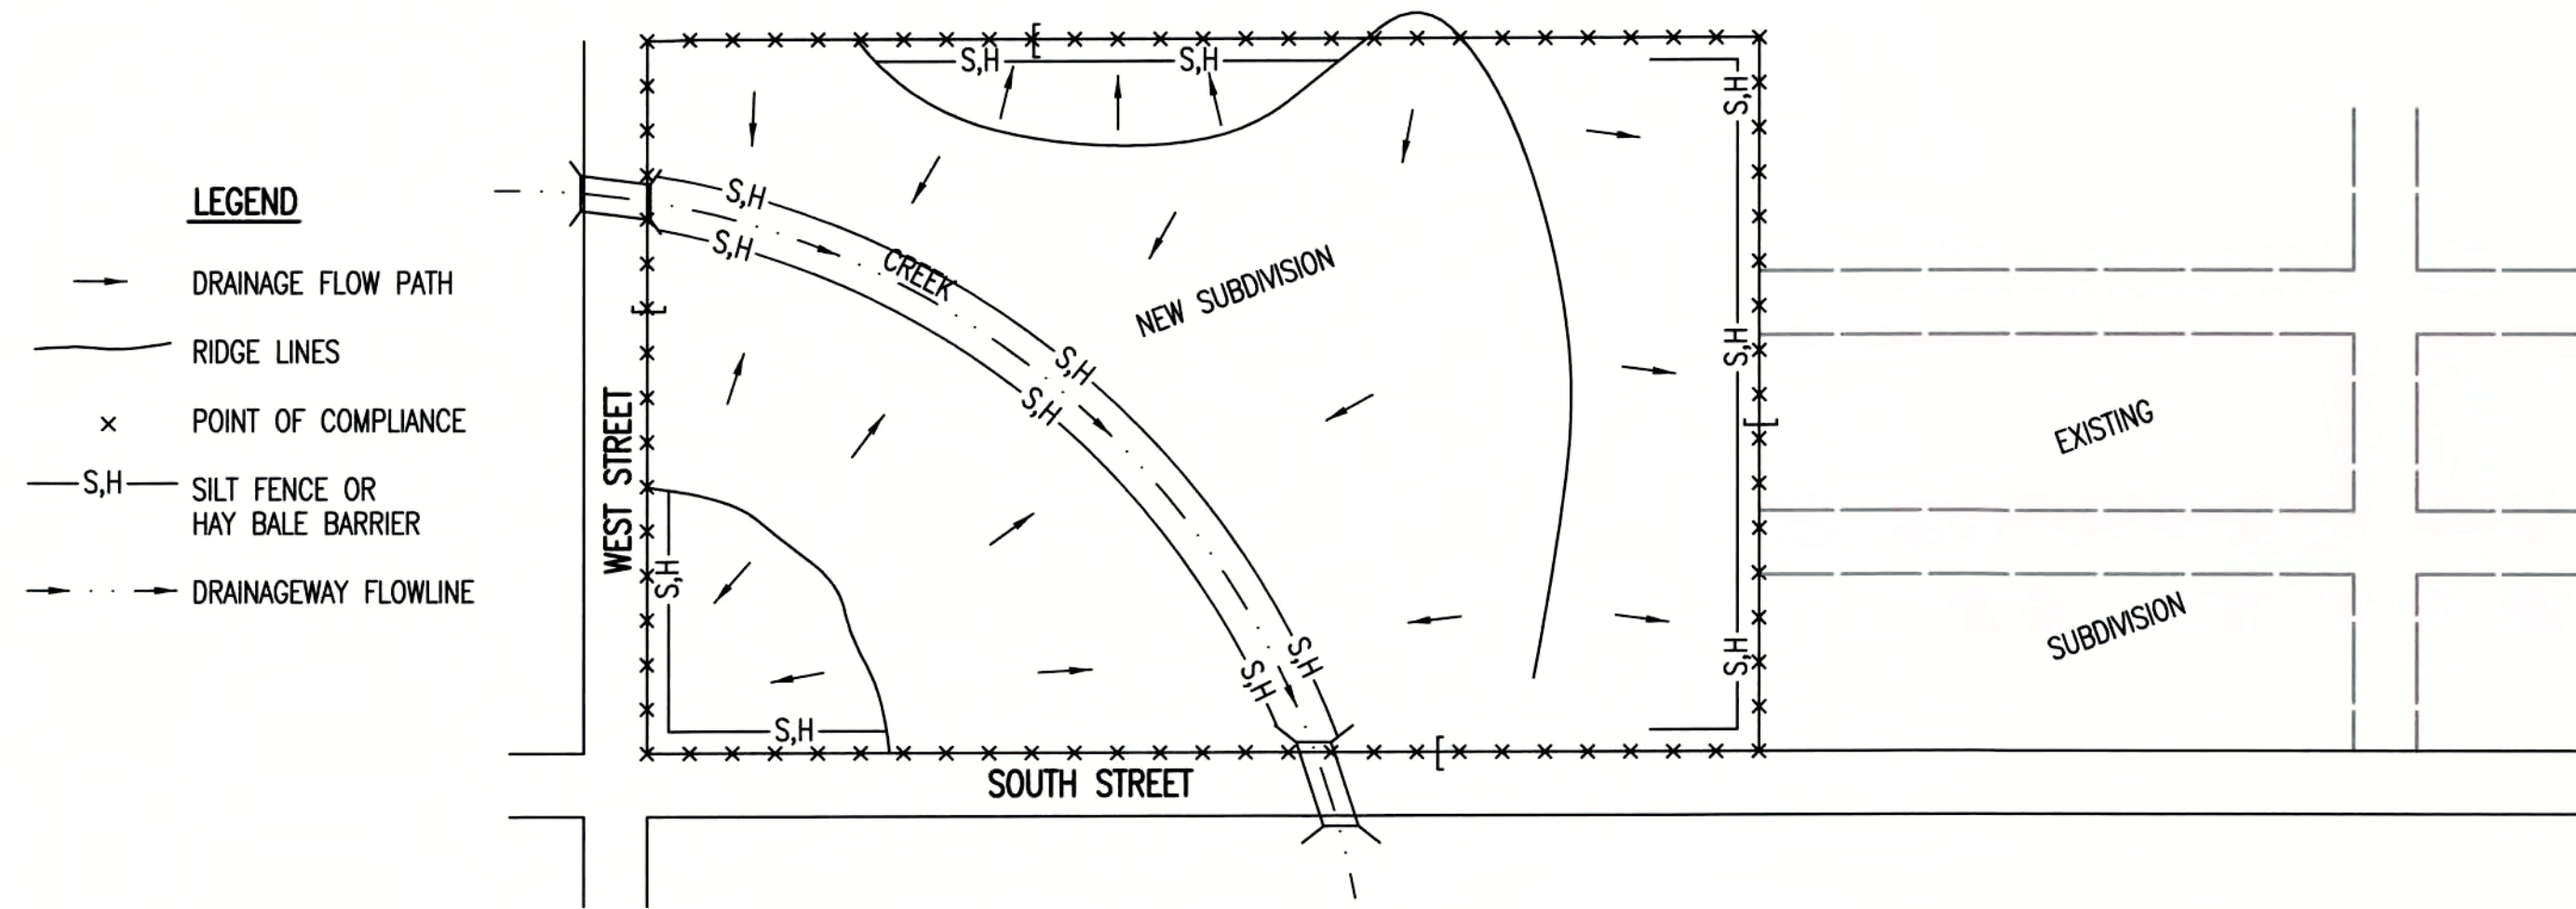 LEGEND
DRAINAGE FLOW PATH
RIDGE LINES
× POINT OF COMPLIANCE
S,H SILT FENCE OR
HAY BALE BARRIER
DRAINAGEWAY FLOWLINE
S,H
S,H
S,H
S,H
S,H
CREEK
NEW SUBDIVISION
S,H
S,H
S,H
WEST STREET
EXISTING
S,H
SUBDIVISION
S,H
S,H
S,H
S,H
SOUTH STREET